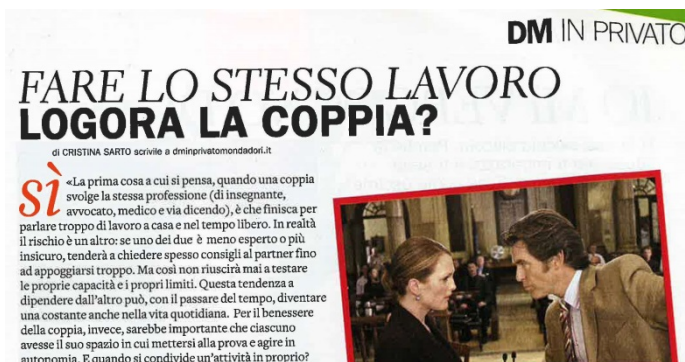 DM IN PRIVATO
FARE LO STESSO LAVORO
LOGORA LA COPPIA?
di CRISTINA SARTO scrivile a dminprivatomondadori.it
SÌ «La prima cosa a cui si pensa, quando una coppia
svolge la stessa professione (di insegnante,
avvocato, medico e via dicendo), è che finisca per
parlare troppo di lavoro a casa e nel tempo libero. In realtà
il rischio è un altro: se uno dei due è meno esperto o più
insicuro, tenderà a chiedere spesso consigli al partner fino
ad appoggiarsi troppo. Ma così non riuscirà mai a testare
le proprie capacità e i propri limiti. Questa tendenza a
dipendere dall'altro può, con il passare del tempo, diventare
una costante anche nella vita quotidiana. Per il benessere
della coppia, invece, sarebbe importante che ciascuno
avesse il suo spazio in cui mettersi alla prova e agire in
autonomia. E quando si condivide un'attività in proprio?